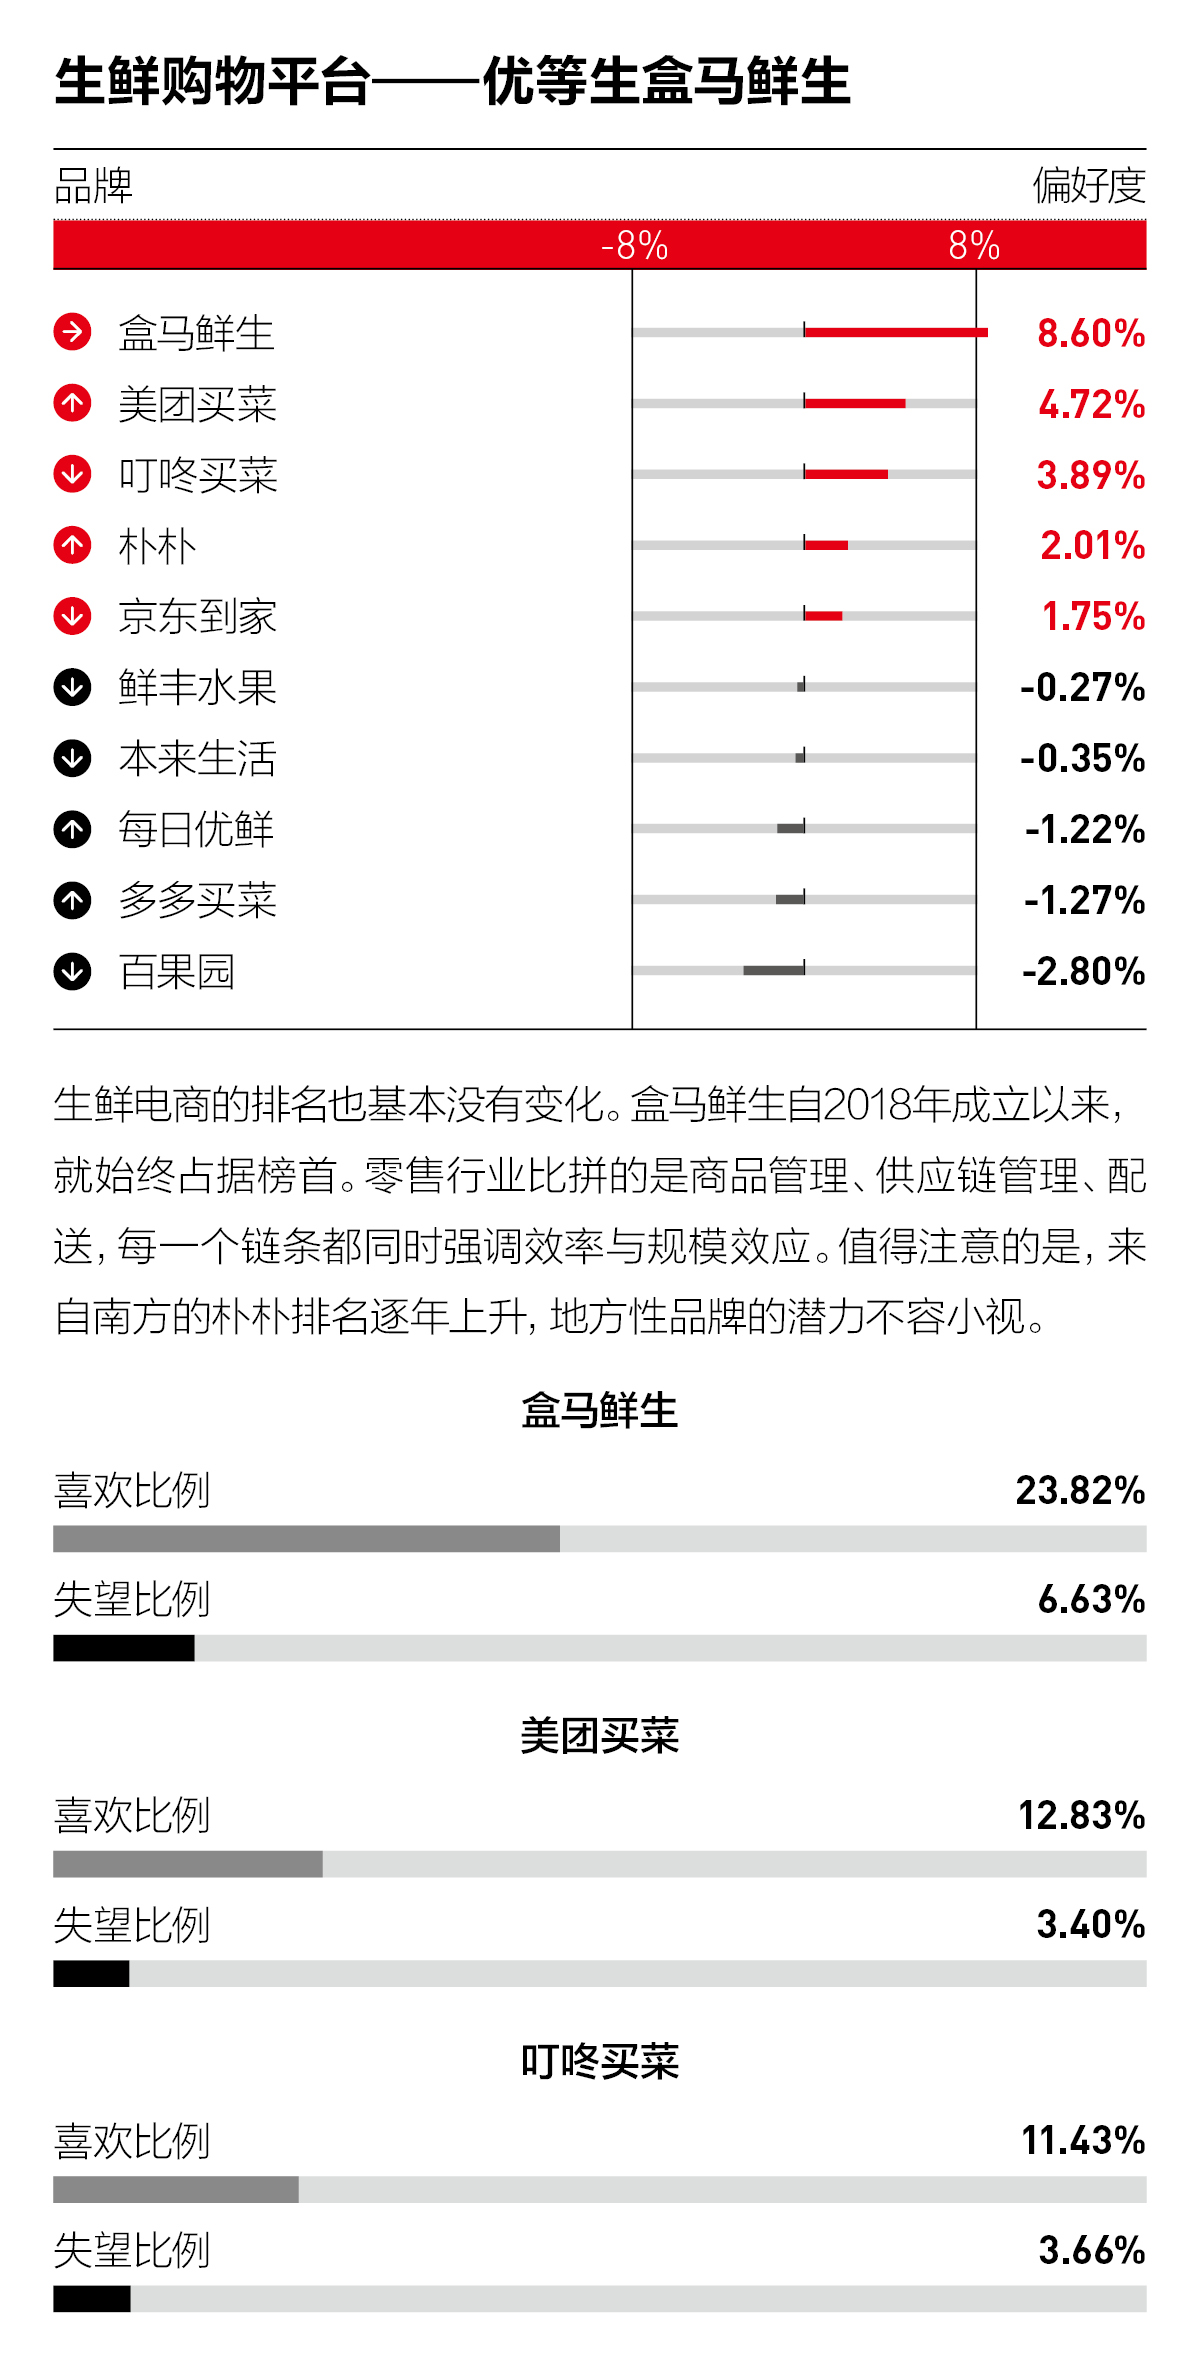 生鲜购物平台——优等生盒马鲜生
品牌 偏好度
-8% 8%
盒马鲜生 8.60%
美团买菜 4.72%
叮咚买菜 3.89%
朴朴 2.01%
京东到家 1.75%
鲜丰水果 -0.27%
本来生活 -0.35%
每日优鲜 -1.22%
多多买菜 -1.27%
百果园 -2.80%
生鲜电商的排名也基本没有变化。盒马鲜生自2018年成立以来，
就始终占据榜首。零售行业比拼的是商品管理、供应链管理、配
送，每一个链条都同时强调效率与规模效应。值得注意的是，来
自南方的朴朴排名逐年上升，地方性品牌的潜力不容小视。
盒马鲜生
喜欢比例 23.82%
失望比例 6.63%
美团买菜
喜欢比例 12.83%
失望比例 3.40%
叮咚买菜
喜欢比例 11.43%
失望比例 3.66%